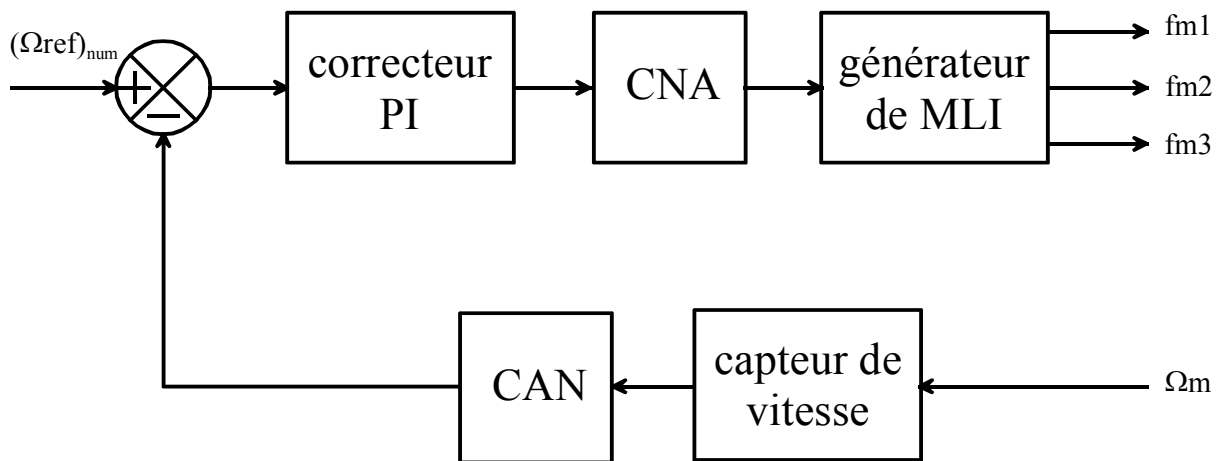 (Ωref)num
+
−
correcteur
PI
CNA
générateur
de MLI
fm1
fm2
fm3
CAN
capteur de
vitesse
Ωm